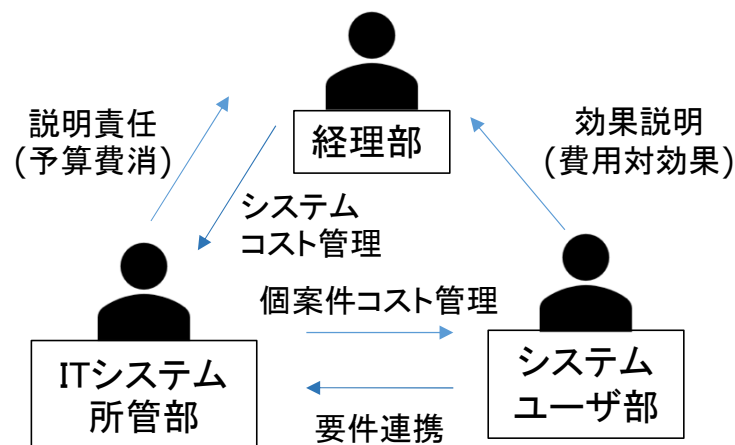 説明責任
(予算費消)
経理部
効果説明
(費用対効果)
システム
コスト管理
個案件コスト管理
ITシステム
所管部
システム
ユーザ部
要件連携